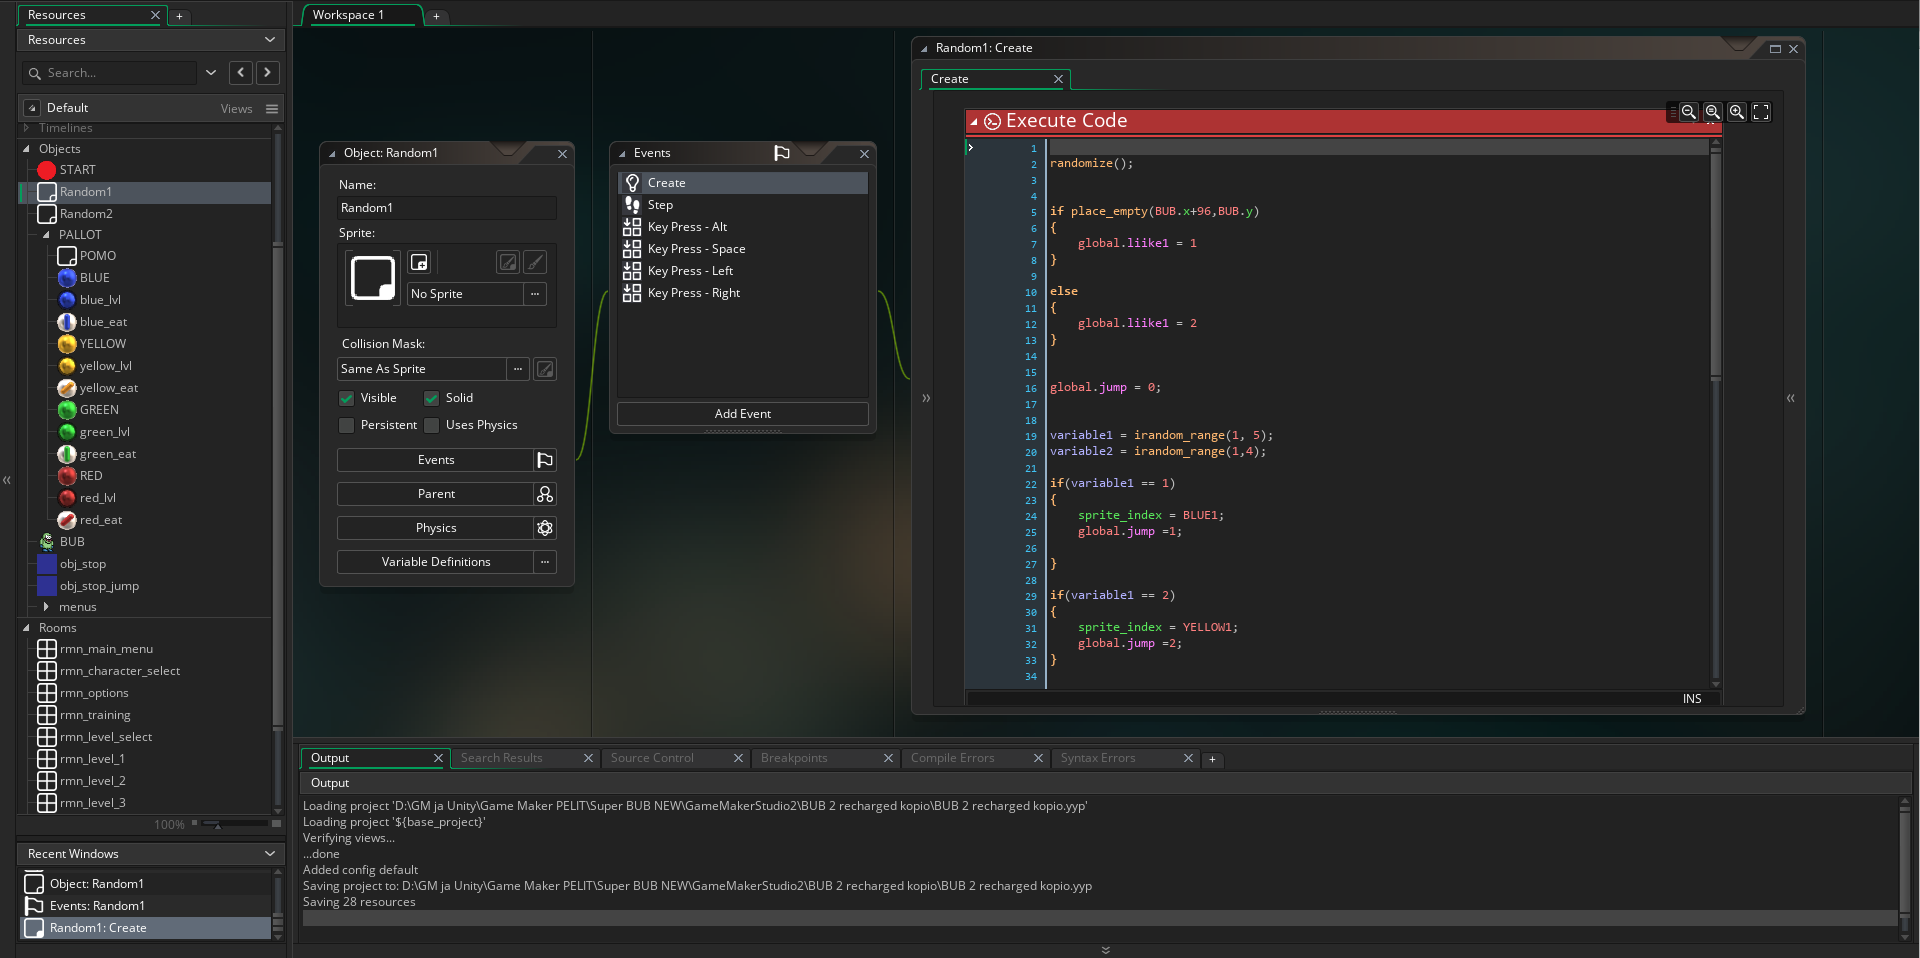 Resources
+
Resources
Search...
Default
Views
Timelines
Objects
START
Random1
Random2
PALLOT
POMO
BLUE
blue_lvl
blue_eat
YELLOW
yellow_lvl
yellow_eat
GREEN
green_lvl
green_eat
RED
red_lvl
red_eat
BUB
obj_stop
obj_stop_jump
menus
Rooms
rmn_main_menu
rmn_character_select
rmn_options
rmn_training
rmn_level_select
rmn_level_1
rmn_level_2
rmn_level_3
100%
Recent Windows
Object: Random1
Events: Random1
Random1: Create
Workspace 1
+
Object: Random1
Name:
Random1
Sprite:
No Sprite
...
Collision Mask:
Same As Sprite
...
Visible
Solid
Persistent
Uses Physics
Events
Parent
Physics
Variable Definitions
...
Events
Create
Step
Key Press - Alt
Key Press - Space
Key Press - Left
Key Press - Right
Add Event
Random1: Create
Create
Execute Code
1
2 randomize();
3
4
5 if place_empty(BUB.x+96,BUB.y)
6 {
7 global.liike1 = 1
8 }
9
10 else
11 {
12 global.liike1 = 2
13 }
14
15
16 global.jump = 0;
17
18
19 variable1 = irandom_range(1, 5);
20 variable2 = irandom_range(1,4);
21
22 if(variable1 == 1)
23 {
24 sprite_index = BLUE1;
25 global.jump =1;
26
27 }
28
29 if(variable1 == 2)
30 {
31 sprite_index = YELLOW1;
32 global.jump =2;
33 }
34
INS
Output
Search Results
Source Control
Breakpoints
Compile Errors
Syntax Errors
+
Output
Loading project 'D:\GM ja Unity\Game Maker PELIT\Super BUB NEW\GameMakerStudio2\BUB 2 recharged kopio\BUB 2 recharged kopio.yyp'
Loading project '${base_project}'
Verifying views...
...done
Added config default
Saving project to: D:\GM ja Unity\Game Maker PELIT\Super BUB NEW\GameMakerStudio2\BUB 2 recharged kopio\BUB 2 recharged kopio.yyp
Saving 28 resources